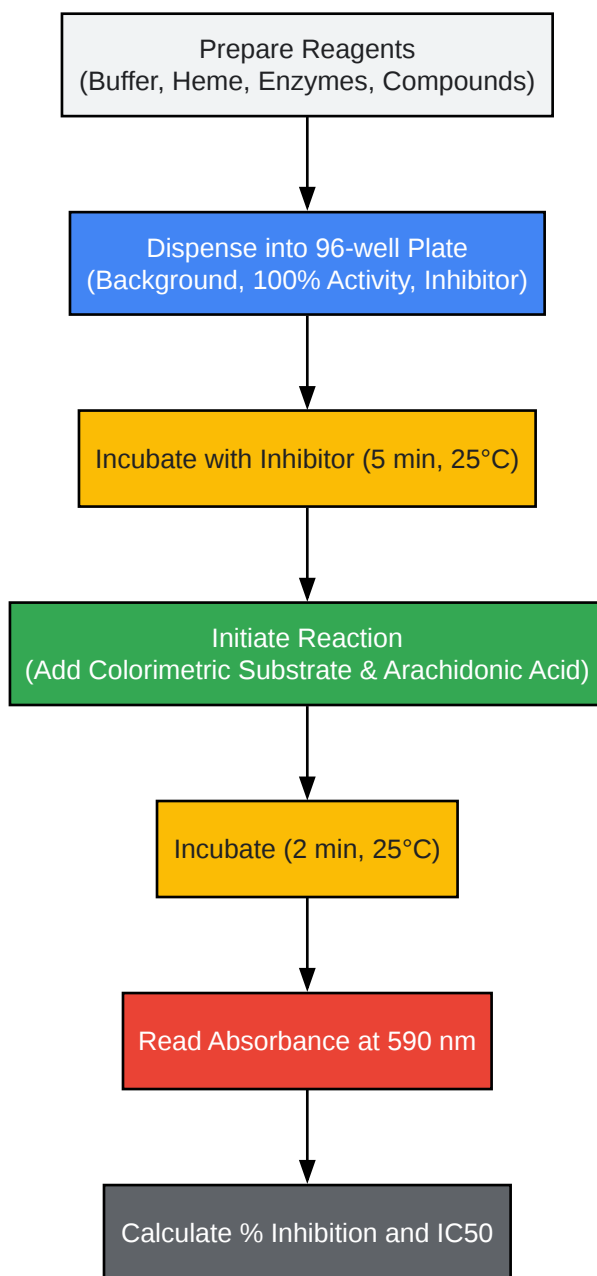 Prepare Reagents
(Buffer, Heme, Enzymes, Compounds)
Dispense into 96-well Plate
(Background, 100% Activity, Inhibitor)
Incubate with Inhibitor (5 min, 25°C)
Initiate Reaction
(Add Colorimetric Substrate & Arachidonic Acid)
Incubate (2 min, 25°C)
Read Absorbance at 590 nm
Calculate % Inhibition and IC50